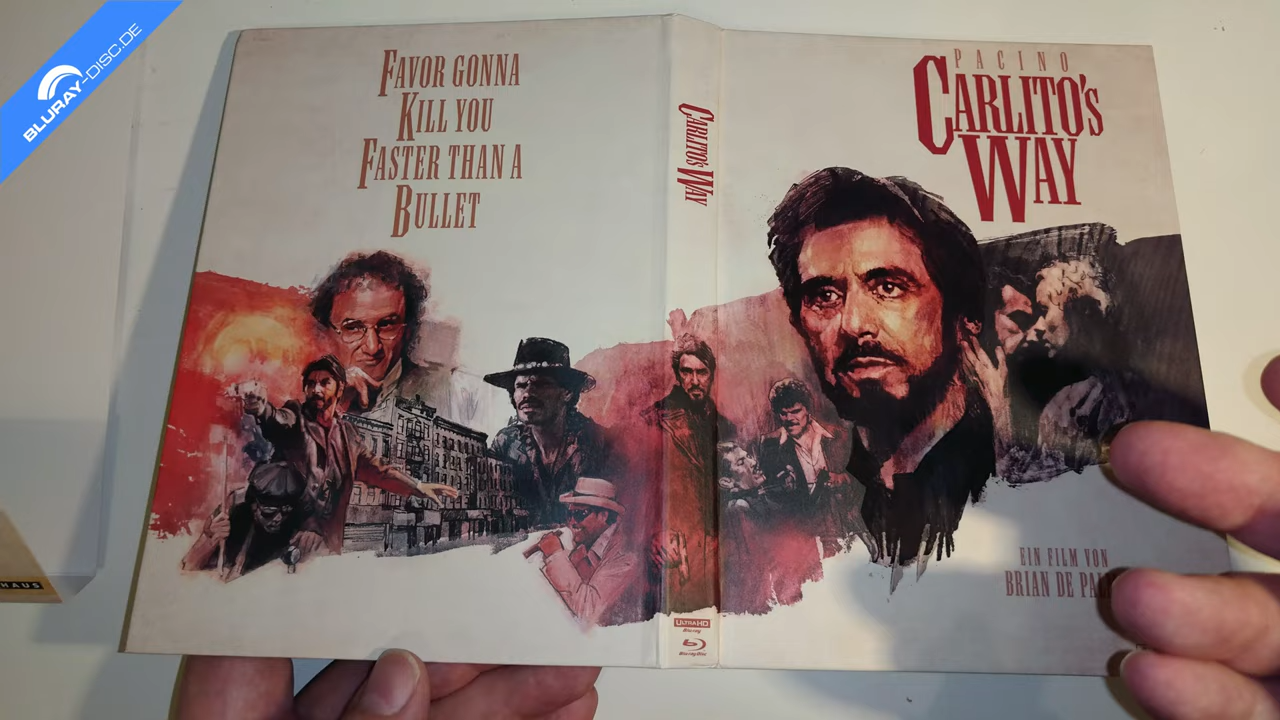 BLURAY-DISC.DE
FAVOR GONNA
KILL YOU
FASTER THAN A
BULLET
CARLITO'S WAY
ULTRA HD
Blu-ray
Blu-ray Disc
PACINO
CARLITO'S
WAY
EIN FILM VON
BRIAN DE
HAUS